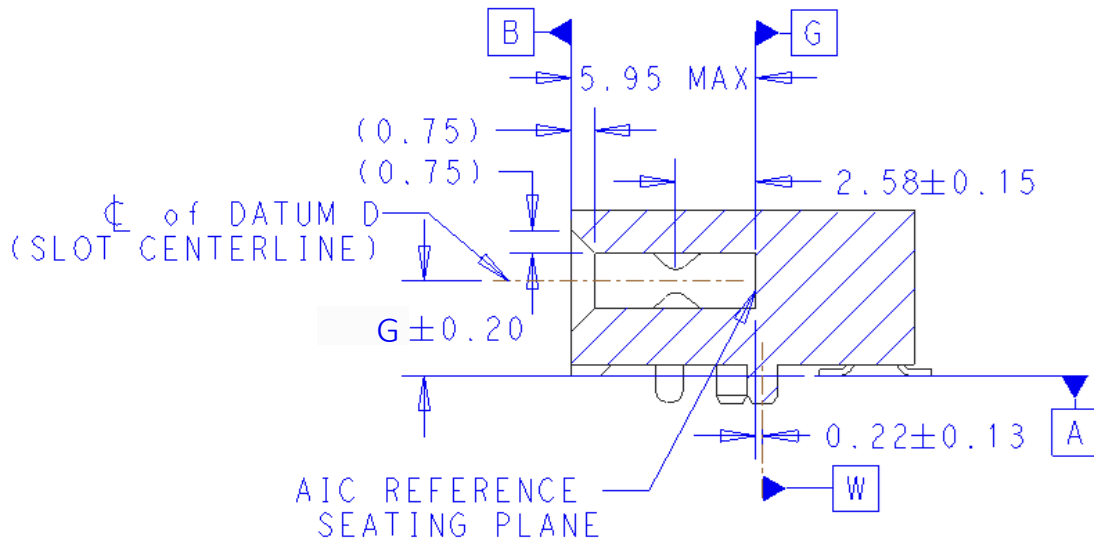 B
G
5.95 MAX
(0.75)
(0.75)
2.58±0.15
℄ of DATUM D
(SLOT CENTERLINE)
G±0.20
0.22±0.13
A
AIC REFERENCE
SEATING PLANE
W